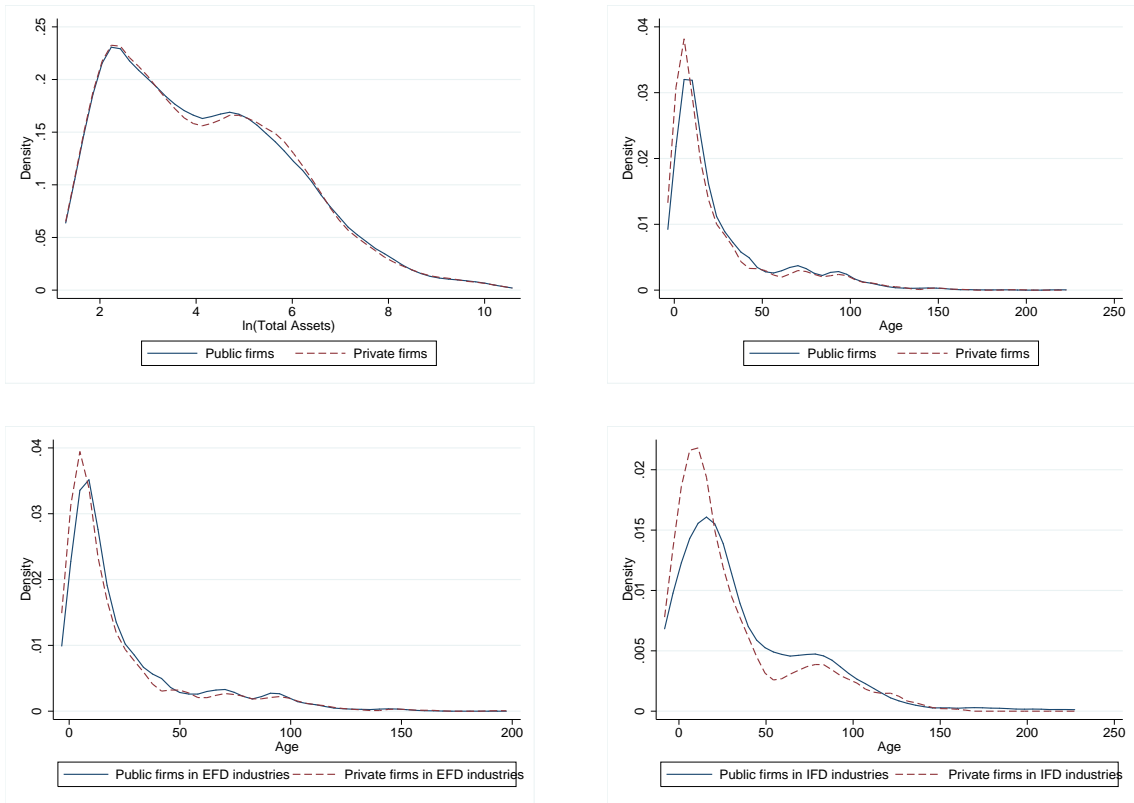 .25
.2
.15
.1
.05
0
Density
2 4 6 8 10
ln(Total Assets)
Public firms Private firms
.04
.03
.02
.01
0
Density
0 50 100 150 200 250
Age
Public firms Private firms
.04
.03
.02
.01
0
Density
0 50 100 150 200
Age
Public firms in EFD industries Private firms in EFD industries
.02
.015
.01
.005
0
Density
0 50 100 150 200 250
Age
Public firms in IFD industries Private firms in IFD industries